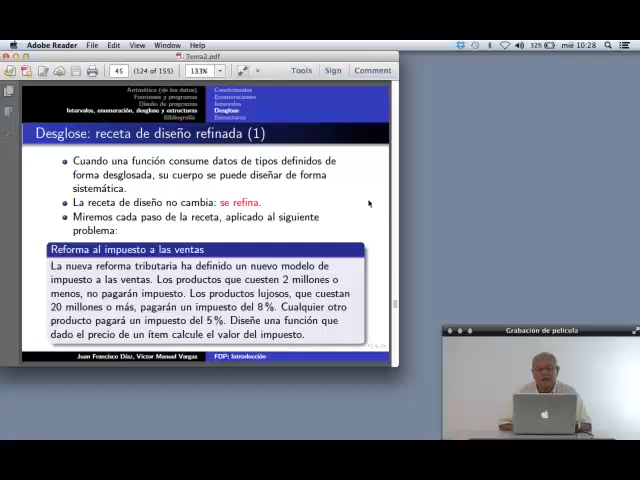 Adobe Reader File Edit View Window Help
32% mié 10:28
Tema2.pdf
45 (124 of 155) 133% Tools Sign Comment
Aritmética (de los datos)
Funciones y programas
Diseño de programas
Intervalos, enumeración, desglose y estructuras
Bibliografía
Condicionales
Enumeraciones
Intervalos
Desglose
Estructuras
Desglose: receta de diseño refinada (1)
Cuando una función consume datos de tipos definidos de
forma desglosada, su cuerpo se puede diseñar de forma
sistemática.
La receta de diseño no cambia: se refina.
Miremos cada paso de la receta, aplicado al siguiente
problema:
Reforma al impuesto a las ventas
La nueva reforma tributaria ha definido un nuevo modelo de
impuesto a las ventas. Los productos que cuesten 2 millones o
menos, no pagarán impuesto. Los productos lujosos, que cuestan
20 millones o más, pagarán un impuesto del 8%. Cualquier otro
producto pagará un impuesto del 5%. Diseñe una función que
dado el precio de un ítem calcule el valor del impuesto.
Juan Francisco Díaz, Víctor Manuel Vargas FDP: Introducción
Grabación de película